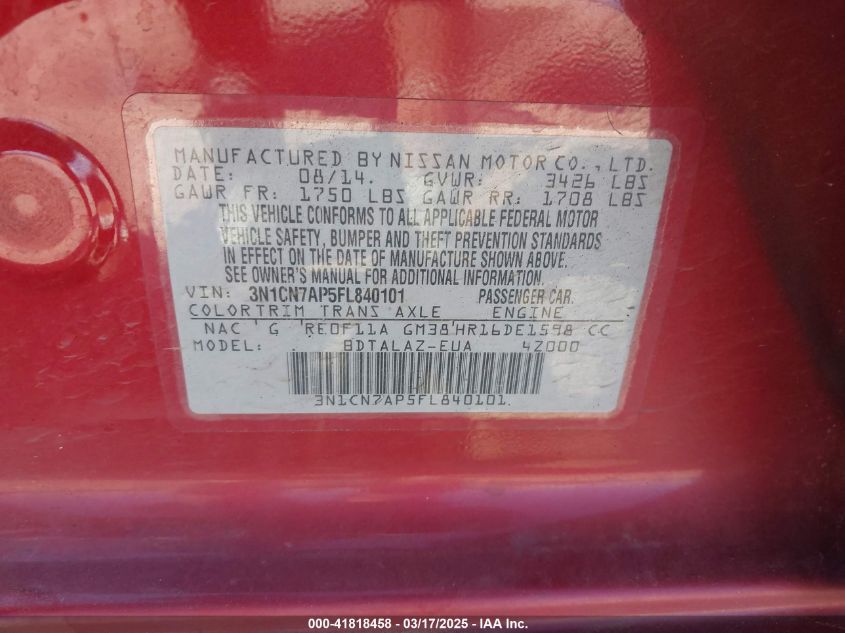 MANUFACTURED BY NISSAN MOTOR CO., LTD.
DATE: 08/14. GVWR: 3426 LBS
GAWR FR: 1750 LBS GAWR RR: 1708 LBS
THIS VEHICLE CONFORMS TO ALL APPLICABLE FEDERAL MOTOR
VEHICLE SAFETY, BUMPER AND THEFT PREVENTION STANDARDS
IN EFFECT ON THE DATE OF MANUFACTURE SHOWN ABOVE.
SEE OWNER'S MANUAL FOR ADDITIONAL INFORMATION.
VIN: 3N1CN7AP5FL840101 PASSENGER CAR.
COLOR TRIM TRANS AXLE ENGINE
NAC G RE0F11A GM38 HR16DE1598 CC
MODEL: BDTALAZ-EUA 4Z000
3N1CN7AP5FL840101
000-41818458 - 03/17/2025 - IAA Holdings, Inc.